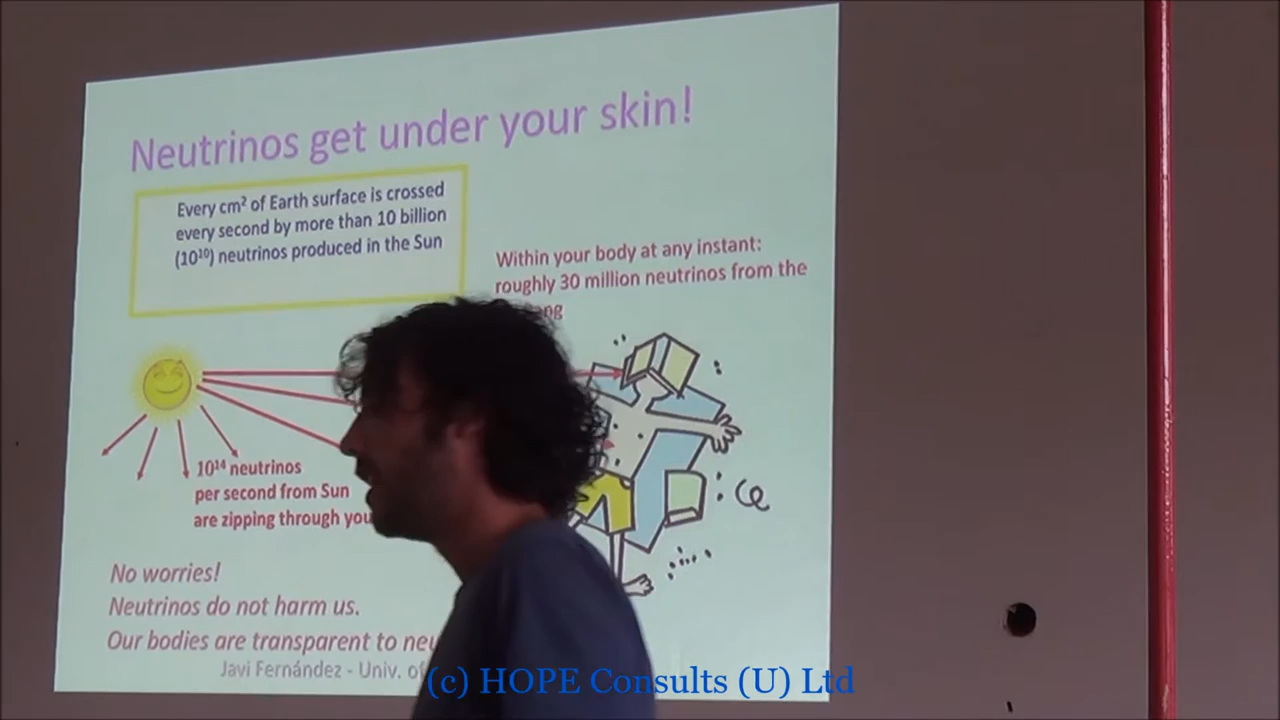 Neutrinos get under your skin!
Every cm² of Earth surface is crossed
every second by more than 10 billion
(10¹⁰) neutrinos produced in the Sun
Within your body at any instant:
roughly 30 million neutrinos from the
10¹⁴ neutrinos
per second from Sun
are zipping through you
No worries!
Neutrinos do not harm us.
Our bodies are transparent to
Javi Fernández - Univ. of
(c) HOPE Consults (U) Ltd